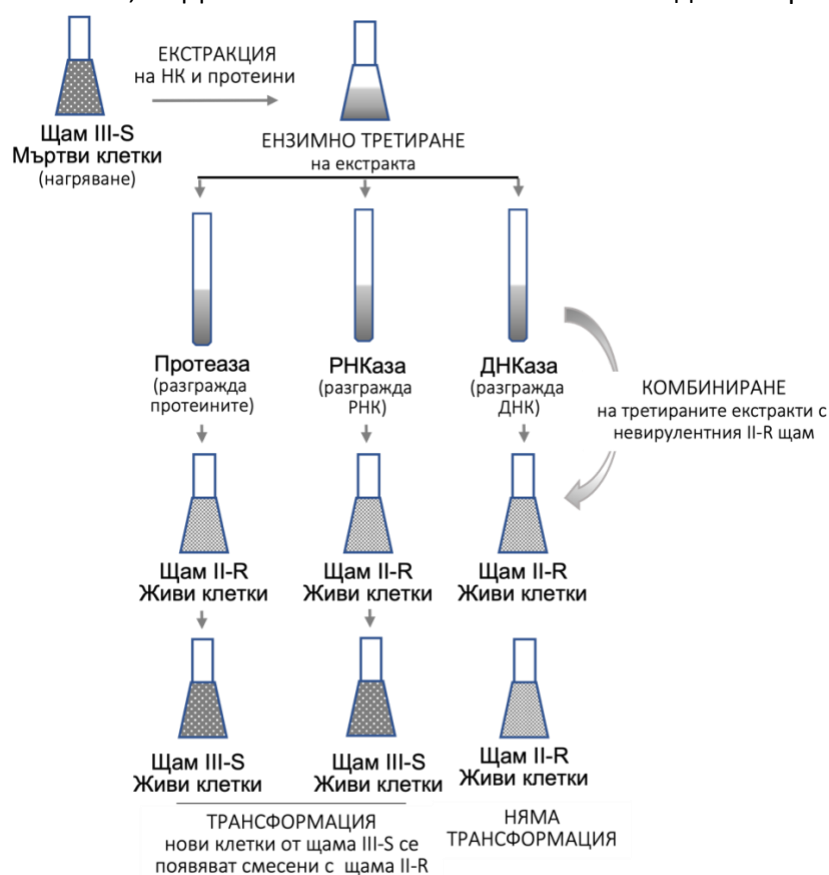 ЕКСТРАКЦИЯ
на НК и протеини
Щам III-S
Мъртви клетки
(нагряване)
ЕНЗИМНО ТРЕТИРАНЕ
на екстракта
Протеаза
(разгражда
протеините)
РНКаза
(разгражда
РНК)
ДНКаза
(разгражда
ДНК)
КОМБИНИРАНЕ
на третираните екстракти с
невирулентния II-R щам
Щам II-R
Живи клетки
Щам II-R
Живи клетки
Щам II-R
Живи клетки
Щам III-S
Живи клетки
Щам III-S
Живи клетки
Щам II-R
Живи клетки
ТРАНСФОРМАЦИЯ
нови клетки от щама III-S се
появяват смесени с щама II-R
НЯМА
ТРАНСФОРМАЦИЯ